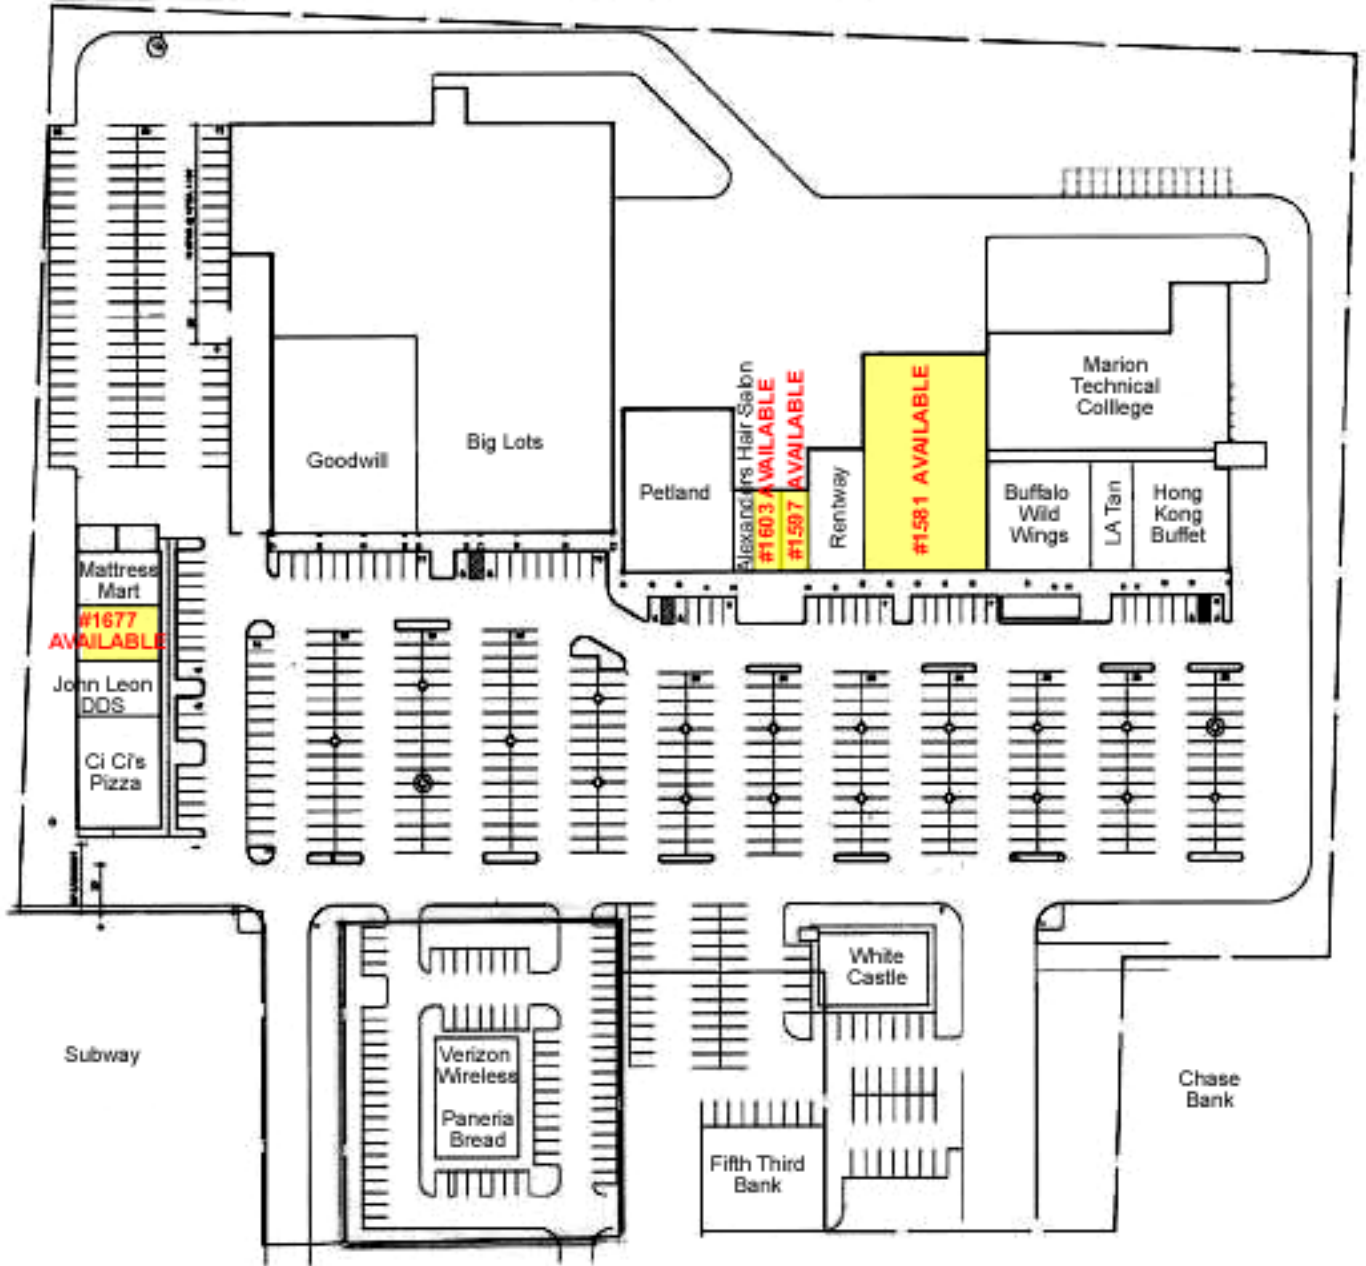 Marion
Technical
Colllege
Alexanders Hair Salon
#1603 AVAILABLE
#1597 AVAILABLE
#1581 AVAILABLE
Goodwill
Big Lots
Petland
Rentway
Buffalo
Wild
Wings
LA Tan
Hong
Kong
Buffet
Mattress
Mart
#1677
AVAILABLE
John Leon
DDS
Ci Ci's
Pizza
White
Castle
Subway
Verizon
Wireless
Paneria
Bread
Chase
Bank
Fifth Third
Bank